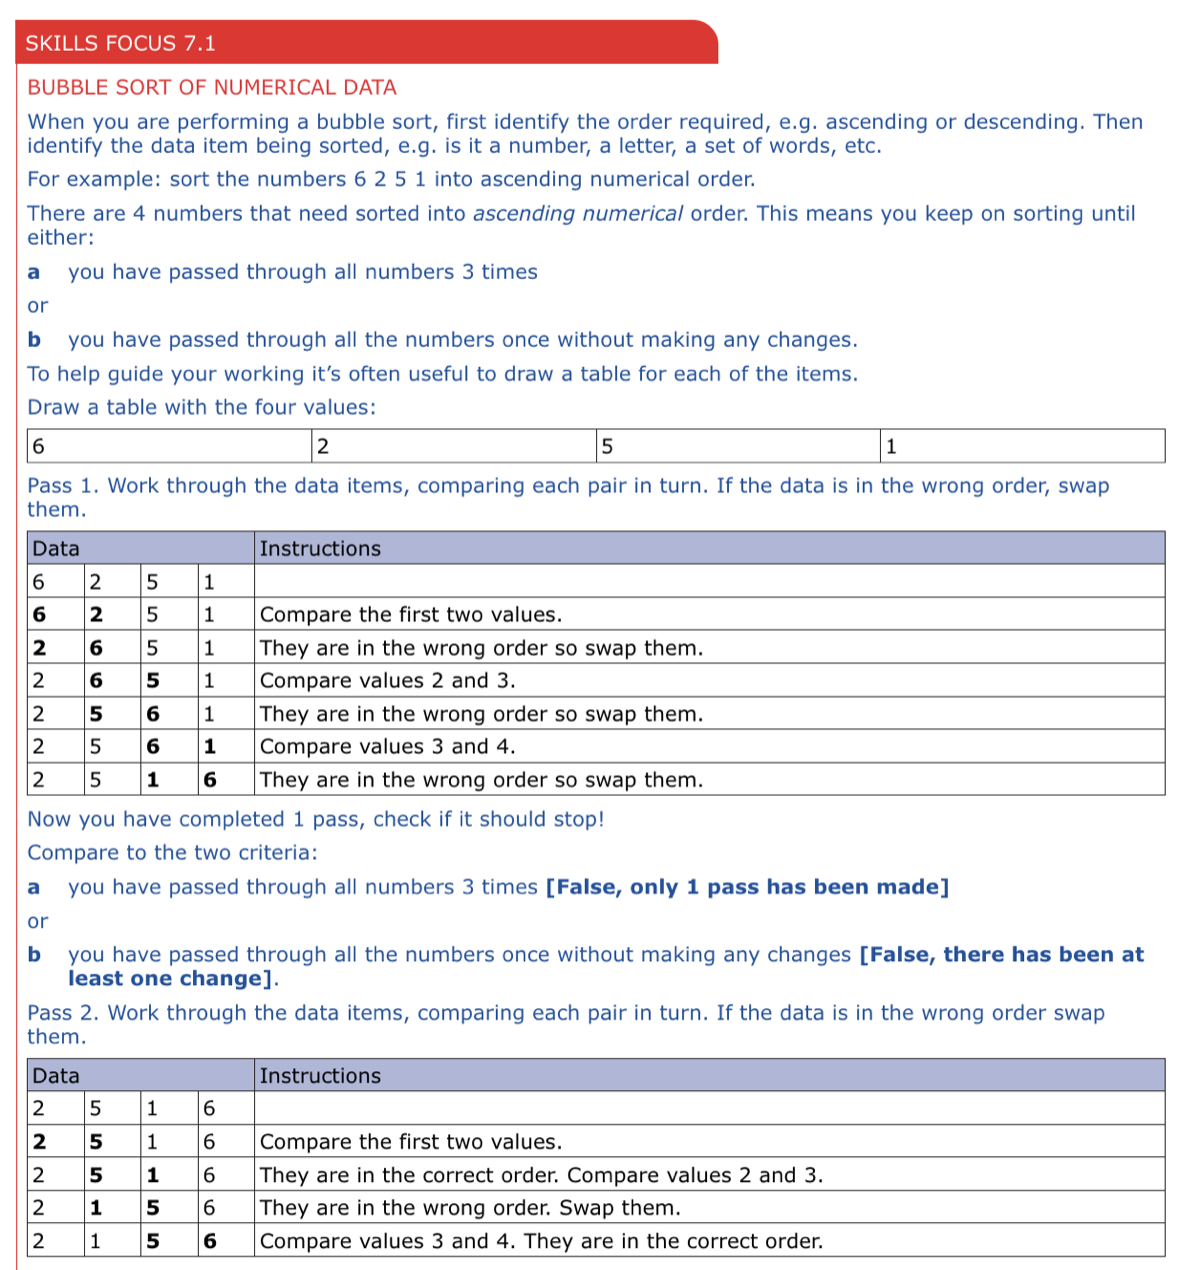 SKILLS FOCUS 7.1
BUBBLE SORT OF NUMERICAL DATA
When you are performing a bubble sort, first identify the order required, e.g. ascending or descending. Then
identify the data item being sorted, e.g. is it a number, a letter, a set of words, etc.
For example: sort the numbers 6 2 5 1 into ascending numerical order.
There are 4 numbers that need sorted into ascending numerical order. This means you keep on sorting until
either:
a you have passed through all numbers 3 times
or
b you have passed through all the numbers once without making any changes.
To help guide your working it's often useful to draw a table for each of the items.
Draw a table with the four values:
6 2 5 1
Pass 1. Work through the data items, comparing each pair in turn. If the data is in the wrong order, swap
them.
Data Instructions
6 2 5 1
6 2 5 1 Compare the first two values.
2 6 5 1 They are in the wrong order so swap them.
2 6 5 1 Compare values 2 and 3.
2 5 6 1 They are in the wrong order so swap them.
2 5 6 1 Compare values 3 and 4.
2 5 1 6 They are in the wrong order so swap them.
Now you have completed 1 pass, check if it should stop!
Compare to the two criteria:
a you have passed through all numbers 3 times [False, only 1 pass has been made]
or
b you have passed through all the numbers once without making any changes [False, there has been at
least one change].
Pass 2. Work through the data items, comparing each pair in turn. If the data is in the wrong order swap
them.
Data Instructions
2 5 1 6
2 5 1 6 Compare the first two values.
2 5 1 6 They are in the correct order. Compare values 2 and 3.
2 1 5 6 They are in the wrong order. Swap them.
2 1 5 6 Compare values 3 and 4. They are in the correct order.